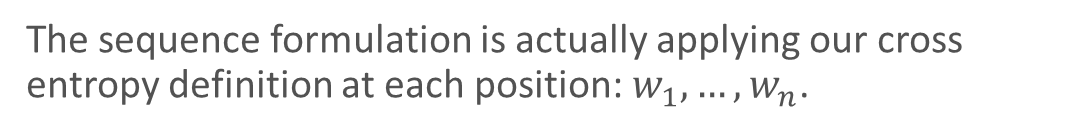 The sequence formulation is actually applying our cross
entropy definition at each position: w₁, … , wₙ.